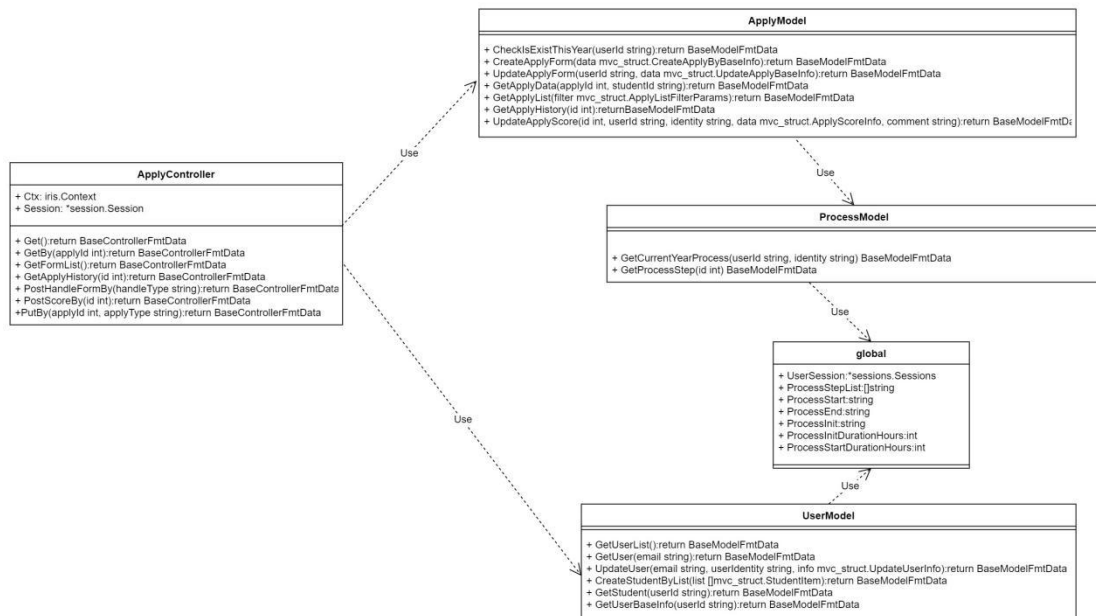 ApplyModel
+ CheckIsExistThisYear(userId string):return BaseModelFmtData
+ CreateApplyForm(data mvc_struct.CreateApplyByBaseInfo):return BaseModelFmtData
+ UpdateApplyForm(userId string, data mvc_struct.UpdateApplyBaseInfo):return BaseModelFmtData
+ GetApplyData(applyId int, studentId string):return BaseModelFmtData
+ GetApplyList(filter mvc_struct.ApplyListFilterParams):return BaseModelFmtData
+ GetApplyHistory(id int):returnBaseModelFmtData
+ UpdateApplyScore(id int, userId string, identity string, data mvc_struct.ApplyScoreInfo, comment string):return BaseModelFmtDa
Use
Use
ApplyController
+ Ctx: iris.Context
+ Session: *session.Session
+ Get():return BaseControllerFmtData
+ GetBy(applyId int):return BaseControllerFmtData
+ GetFormList():return BaseControllerFmtData
+ GetApplyHistory(id int):return BaseControllerFmtData
+ PostHandleFormBy(handleType string):return BaseControllerFmtData
+ PostScoreBy(id int):return BaseControllerFmtData
+PutBy(applyId int, applyType string):return BaseControllerFmtData
ProcessModel
+ GetCurrentYearProcess(userId string, identity string) BaseModelFmtData
+ GetProcessStep(id int) BaseModelFmtData
Use
global
+ UserSession:*sessions.Sessions
+ ProcessStepList:[]string
+ ProcessStart:string
+ ProcessEnd:string
+ ProcessInit:string
+ ProcessInitDurationHours:int
+ ProcessStartDurationHours:int
Use
Use
UserModel
+ GetUserList():return BaseModelFmtData
+ GetUser(email string):return BaseModelFmtData
+ UpdateUser(email string, userIdentity string, info mvc_struct.UpdateUserInfo):return BaseModelFmtData
+ CreateStudentByList(list []mvc_struct.StudentItem):return BaseModelFmtData
+ GetStudent(userId string):return BaseModelFmtData
+ GetUserBaseInfo(userId string):return BaseModelFmtData